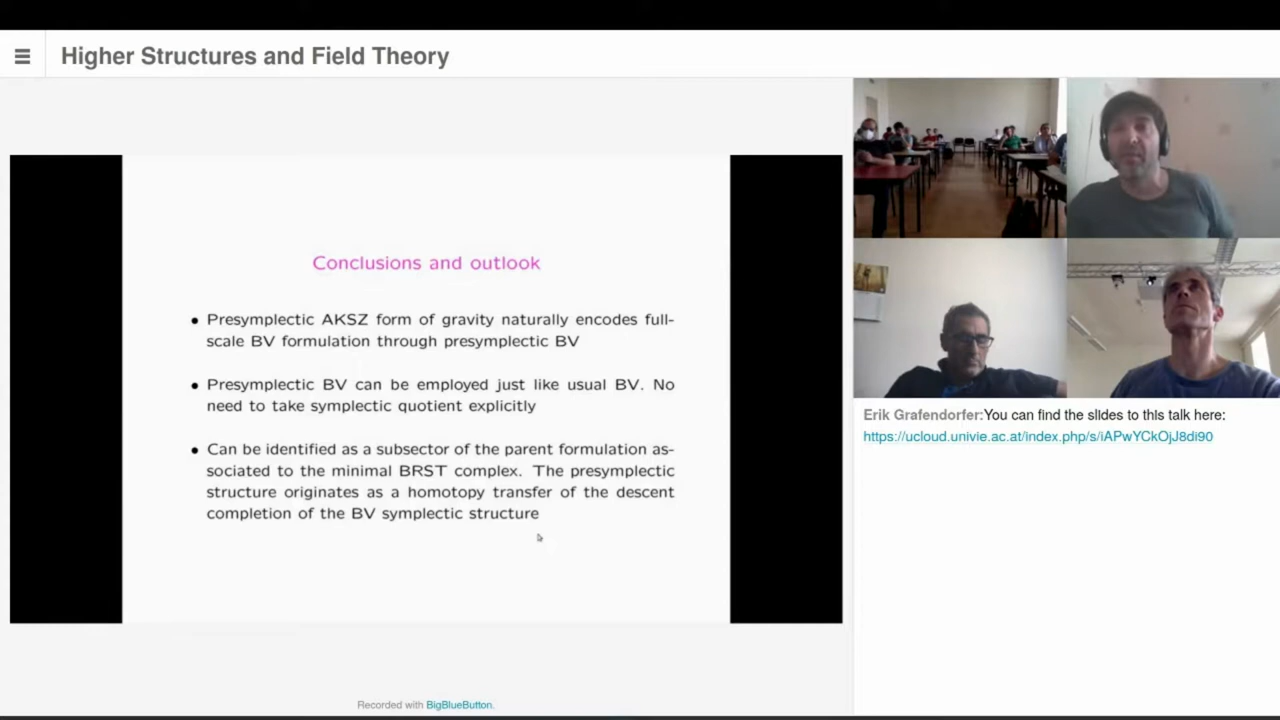 Higher Structures and Field Theory
Conclusions and outlook
• Presymplectic AKSZ form of gravity naturally encodes full-
scale BV formulation through presymplectic BV
• Presymplectic BV can be employed just like usual BV. No
need to take symplectic quotient explicitly
• Can be identified as a subsector of the parent formulation as-
sociated to the minimal BRST complex. The presymplectic
structure originates as a homotopy transfer of the descent
completion of the BV symplectic structure
Erik Grafendorfer:You can find the slides to this talk here:
https://ucloud.univie.ac.at/index.php/s/iAPwYCkOjJ8di90
Recorded with BigBlueButton.